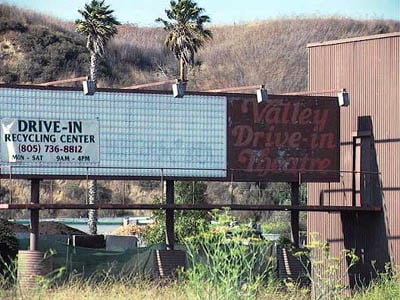 DRIVE-IN
RECYCLING CENTER
(805) 736-8812
MON - SAT 9AM - 4PM
Valley
Drive-in
Theatre